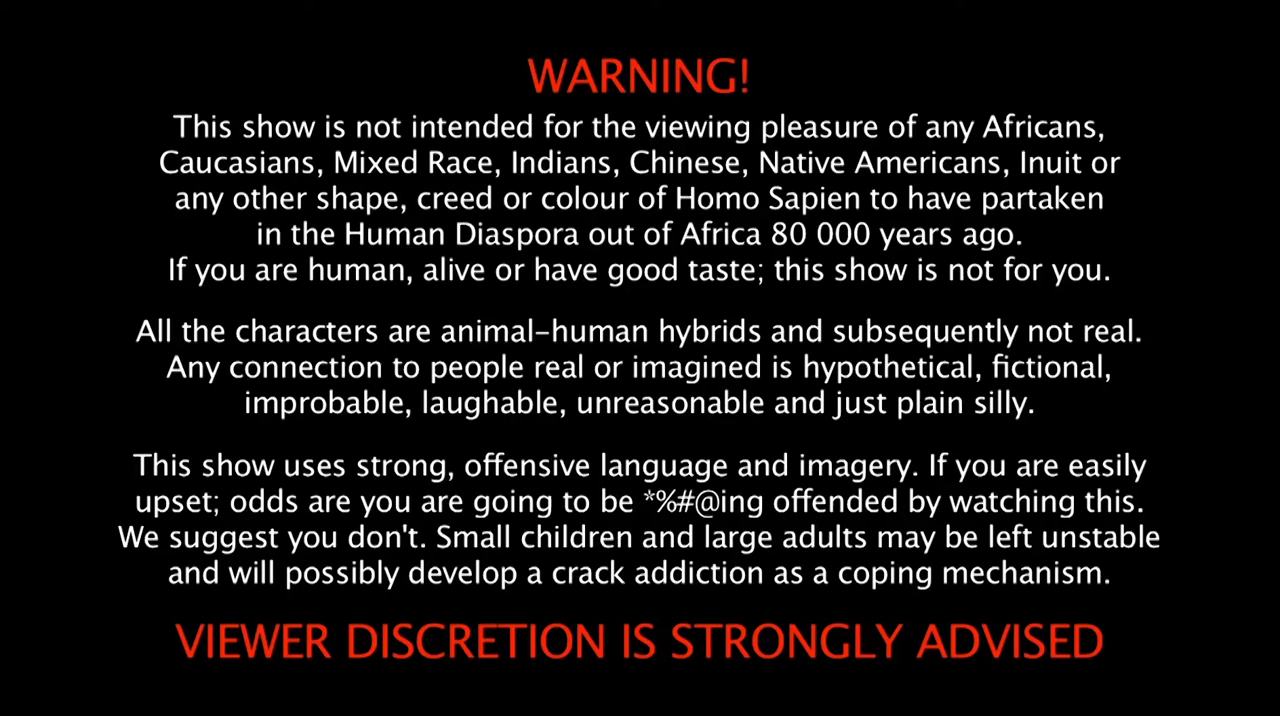 WARNING!
This show is not intended for the viewing pleasure of any Africans,
Caucasians, Mixed Race, Indians, Chinese, Native Americans, Inuit or
any other shape, creed or colour of Homo Sapien to have partaken
in the Human Diaspora out of Africa 80 000 years ago.
If you are human, alive or have good taste; this show is not for you.
All the characters are animal-human hybrids and subsequently not real.
Any connection to people real or imagined is hypothetical, fictional,
improbable, laughable, unreasonable and just plain silly.
This show uses strong, offensive language and imagery. If you are easily
upset; odds are you are going to be *%#@ing offended by watching this.
We suggest you don't. Small children and large adults may be left unstable
and will possibly develop a crack addiction as a coping mechanism.
VIEWER DISCRETION IS STRONGLY ADVISED